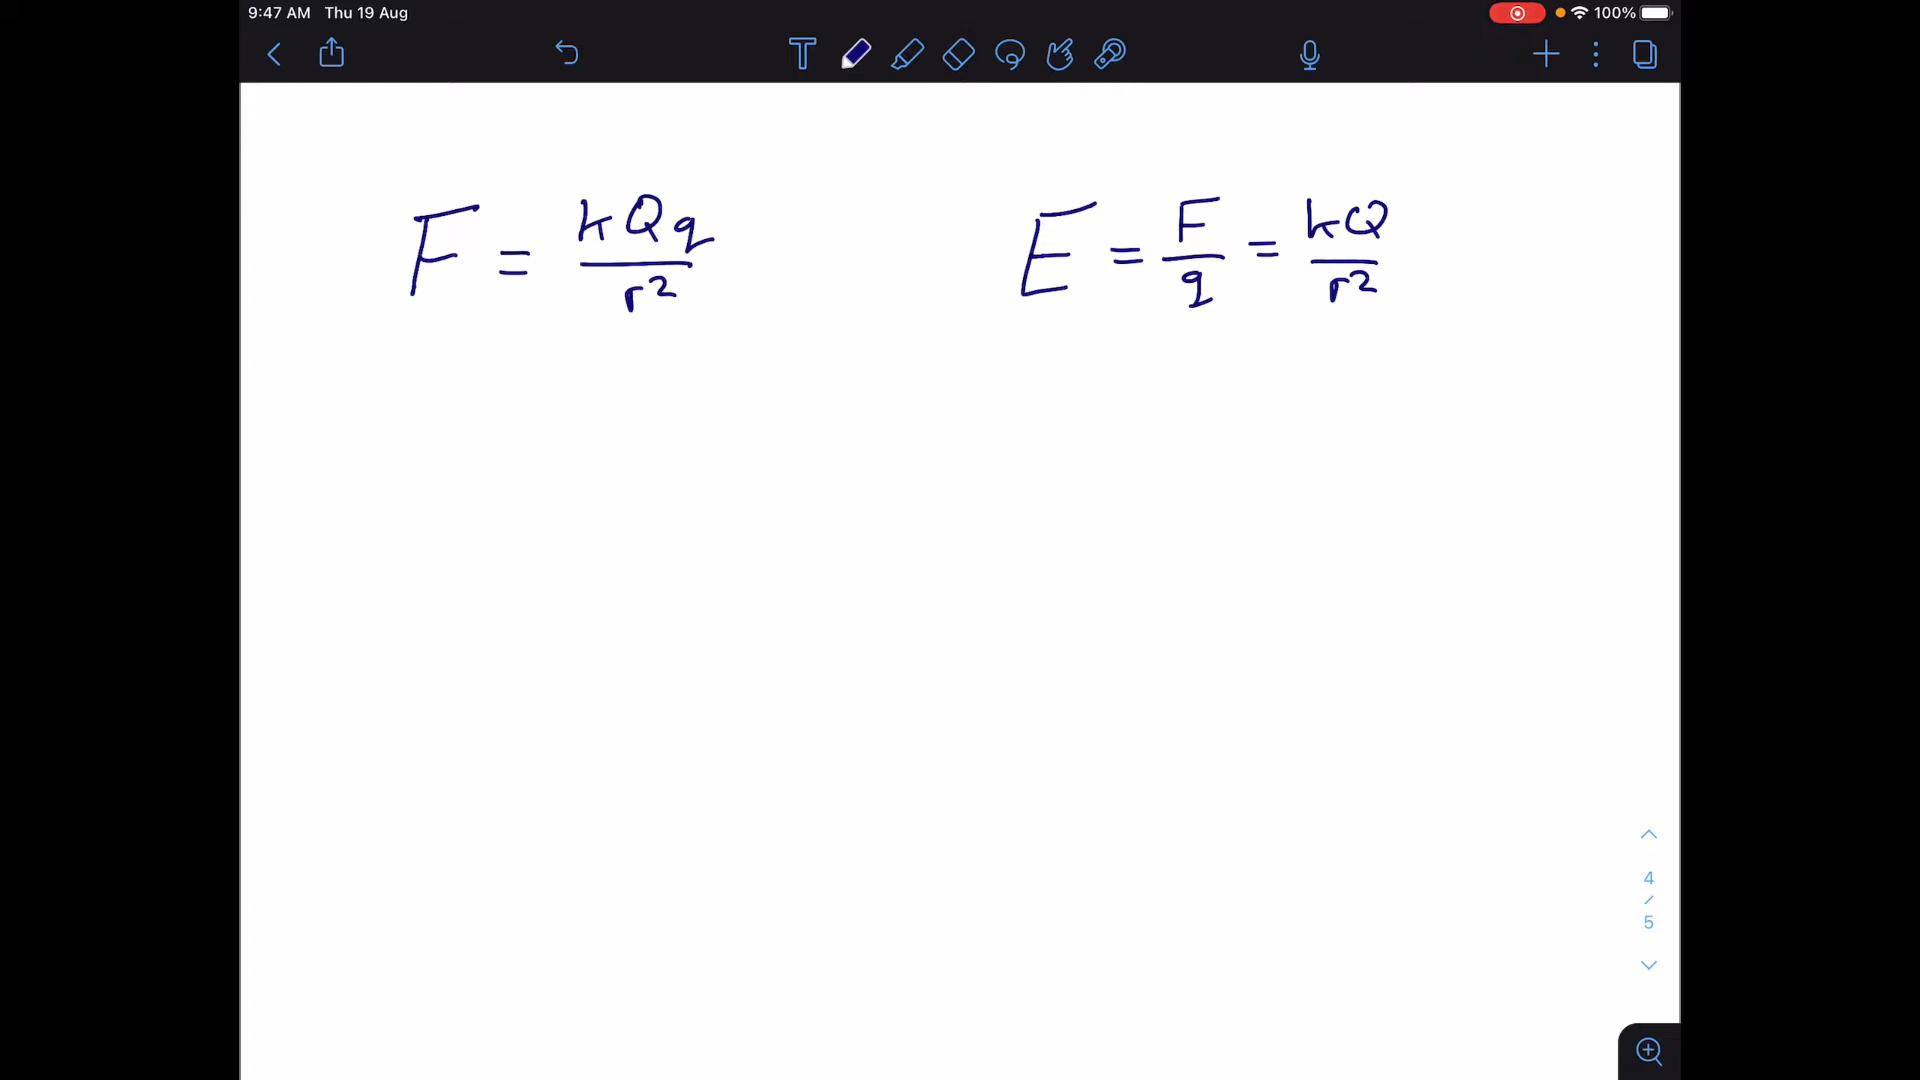 9:47 AM Thu 19 Aug 100%
T
F = kQq / r²
E = F / q = kQ / r²
4
/
5